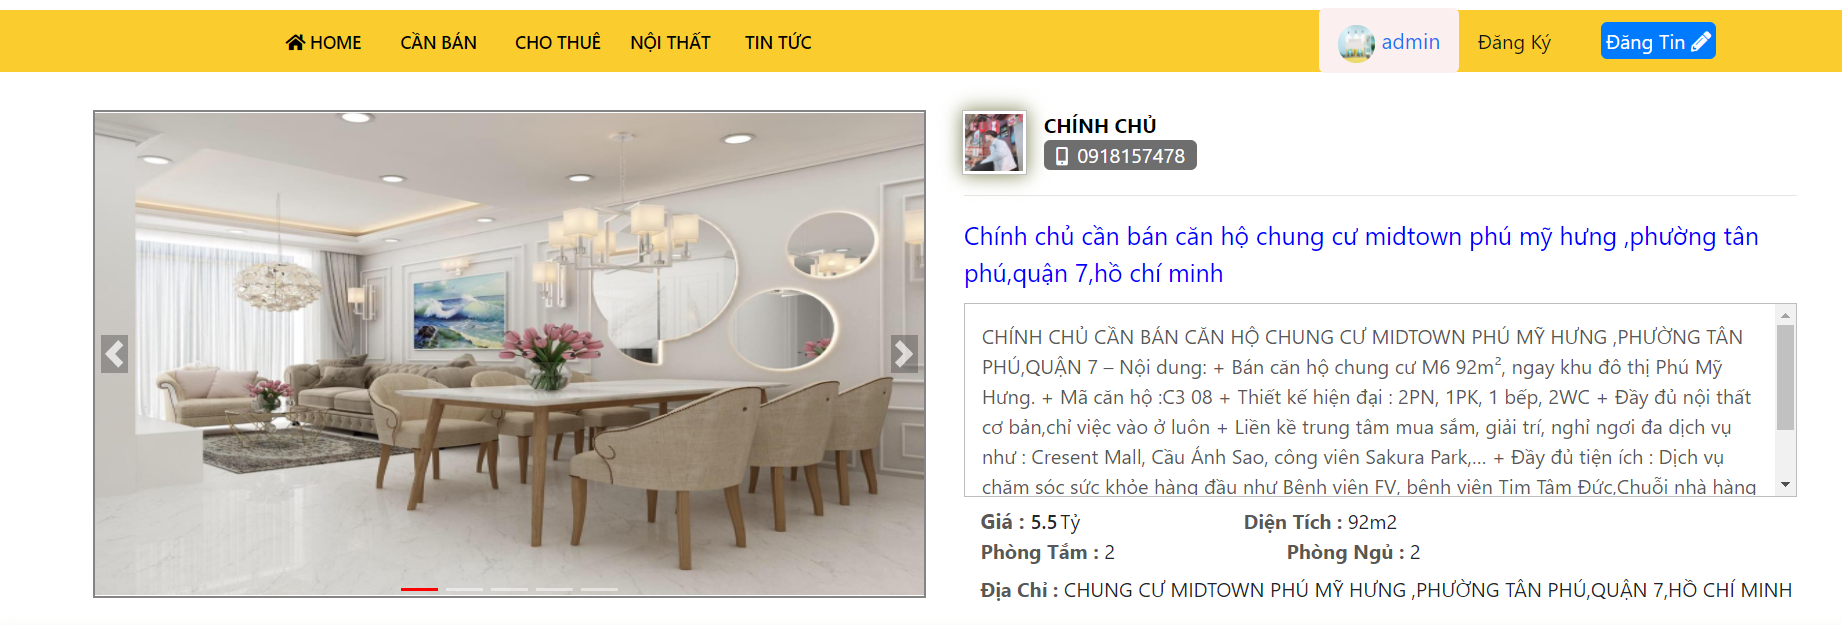 HOME CẦN BÁN CHO THUÊ NỘI THẤT TIN TỨC admin Đăng Ký Đăng Tin
CHÍNH CHỦ
0918157478
Chính chủ cần bán căn hộ chung cư midtown phú mỹ hưng ,phường tân
phú,quận 7,hồ chí minh
CHÍNH CHỦ CẦN BÁN CĂN HỘ CHUNG CƯ MIDTOWN PHÚ MỸ HƯNG ,PHƯỜNG TÂN
PHÚ,QUẬN 7 – Nội dung: + Bán căn hộ chung cư M6 92m², ngay khu đô thị Phú Mỹ
Hưng. + Mã căn hộ :C3 08 + Thiết kế hiện đại : 2PN, 1PK, 1 bếp, 2WC + Đầy đủ nội thất
cơ bản,chỉ việc vào ở luôn + Liền kề trung tâm mua sắm, giải trí, nghỉ ngơi đa dịch vụ
như : Cresent Mall, Cầu Ánh Sao, công viên Sakura Park,... + Đầy đủ tiện ích : Dịch vụ
chăm sóc sức khỏe hàng đầu như Bệnh viện FV, bệnh viện Tim Tâm Đức,Chuỗi nhà hàng
Giá : 5.5 Tỷ Diện Tích : 92m2
Phòng Tắm : 2 Phòng Ngủ : 2
Địa Chỉ : CHUNG CƯ MIDTOWN PHÚ MỸ HƯNG ,PHƯỜNG TÂN PHÚ,QUẬN 7,HỒ CHÍ MINH